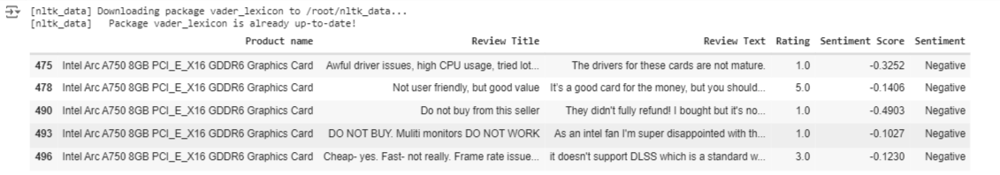 [nltk_data] Downloading package vader_lexicon to /root/nltk_data...
[nltk_data]   Package vader_lexicon is already up-to-date!
Product name Review Title Review Text Rating Sentiment Score Sentiment
475 Intel Arc A750 8GB PCI_E_X16 GDDR6 Graphics Card Awful driver issues, high CPU usage, tried lot... The drivers for these cards are not mature. 1.0 -0.3252 Negative
478 Intel Arc A750 8GB PCI_E_X16 GDDR6 Graphics Card Not user friendly, but good value It's a good card for the money, but you should... 5.0 -0.1406 Negative
490 Intel Arc A750 8GB PCI_E_X16 GDDR6 Graphics Card Do not buy from this seller They didn't fully refund! I bought but it's no... 1.0 -0.4903 Negative
493 Intel Arc A750 8GB PCI_E_X16 GDDR6 Graphics Card DO NOT BUY. Muliti monitors DO NOT WORK As an intel fan I'm super disappointed with th... 1.0 -0.1027 Negative
496 Intel Arc A750 8GB PCI_E_X16 GDDR6 Graphics Card Cheap- yes. Fast- not really. Frame rate issue... it doesn't support DLSS which is a standard w... 3.0 -0.1230 Negative